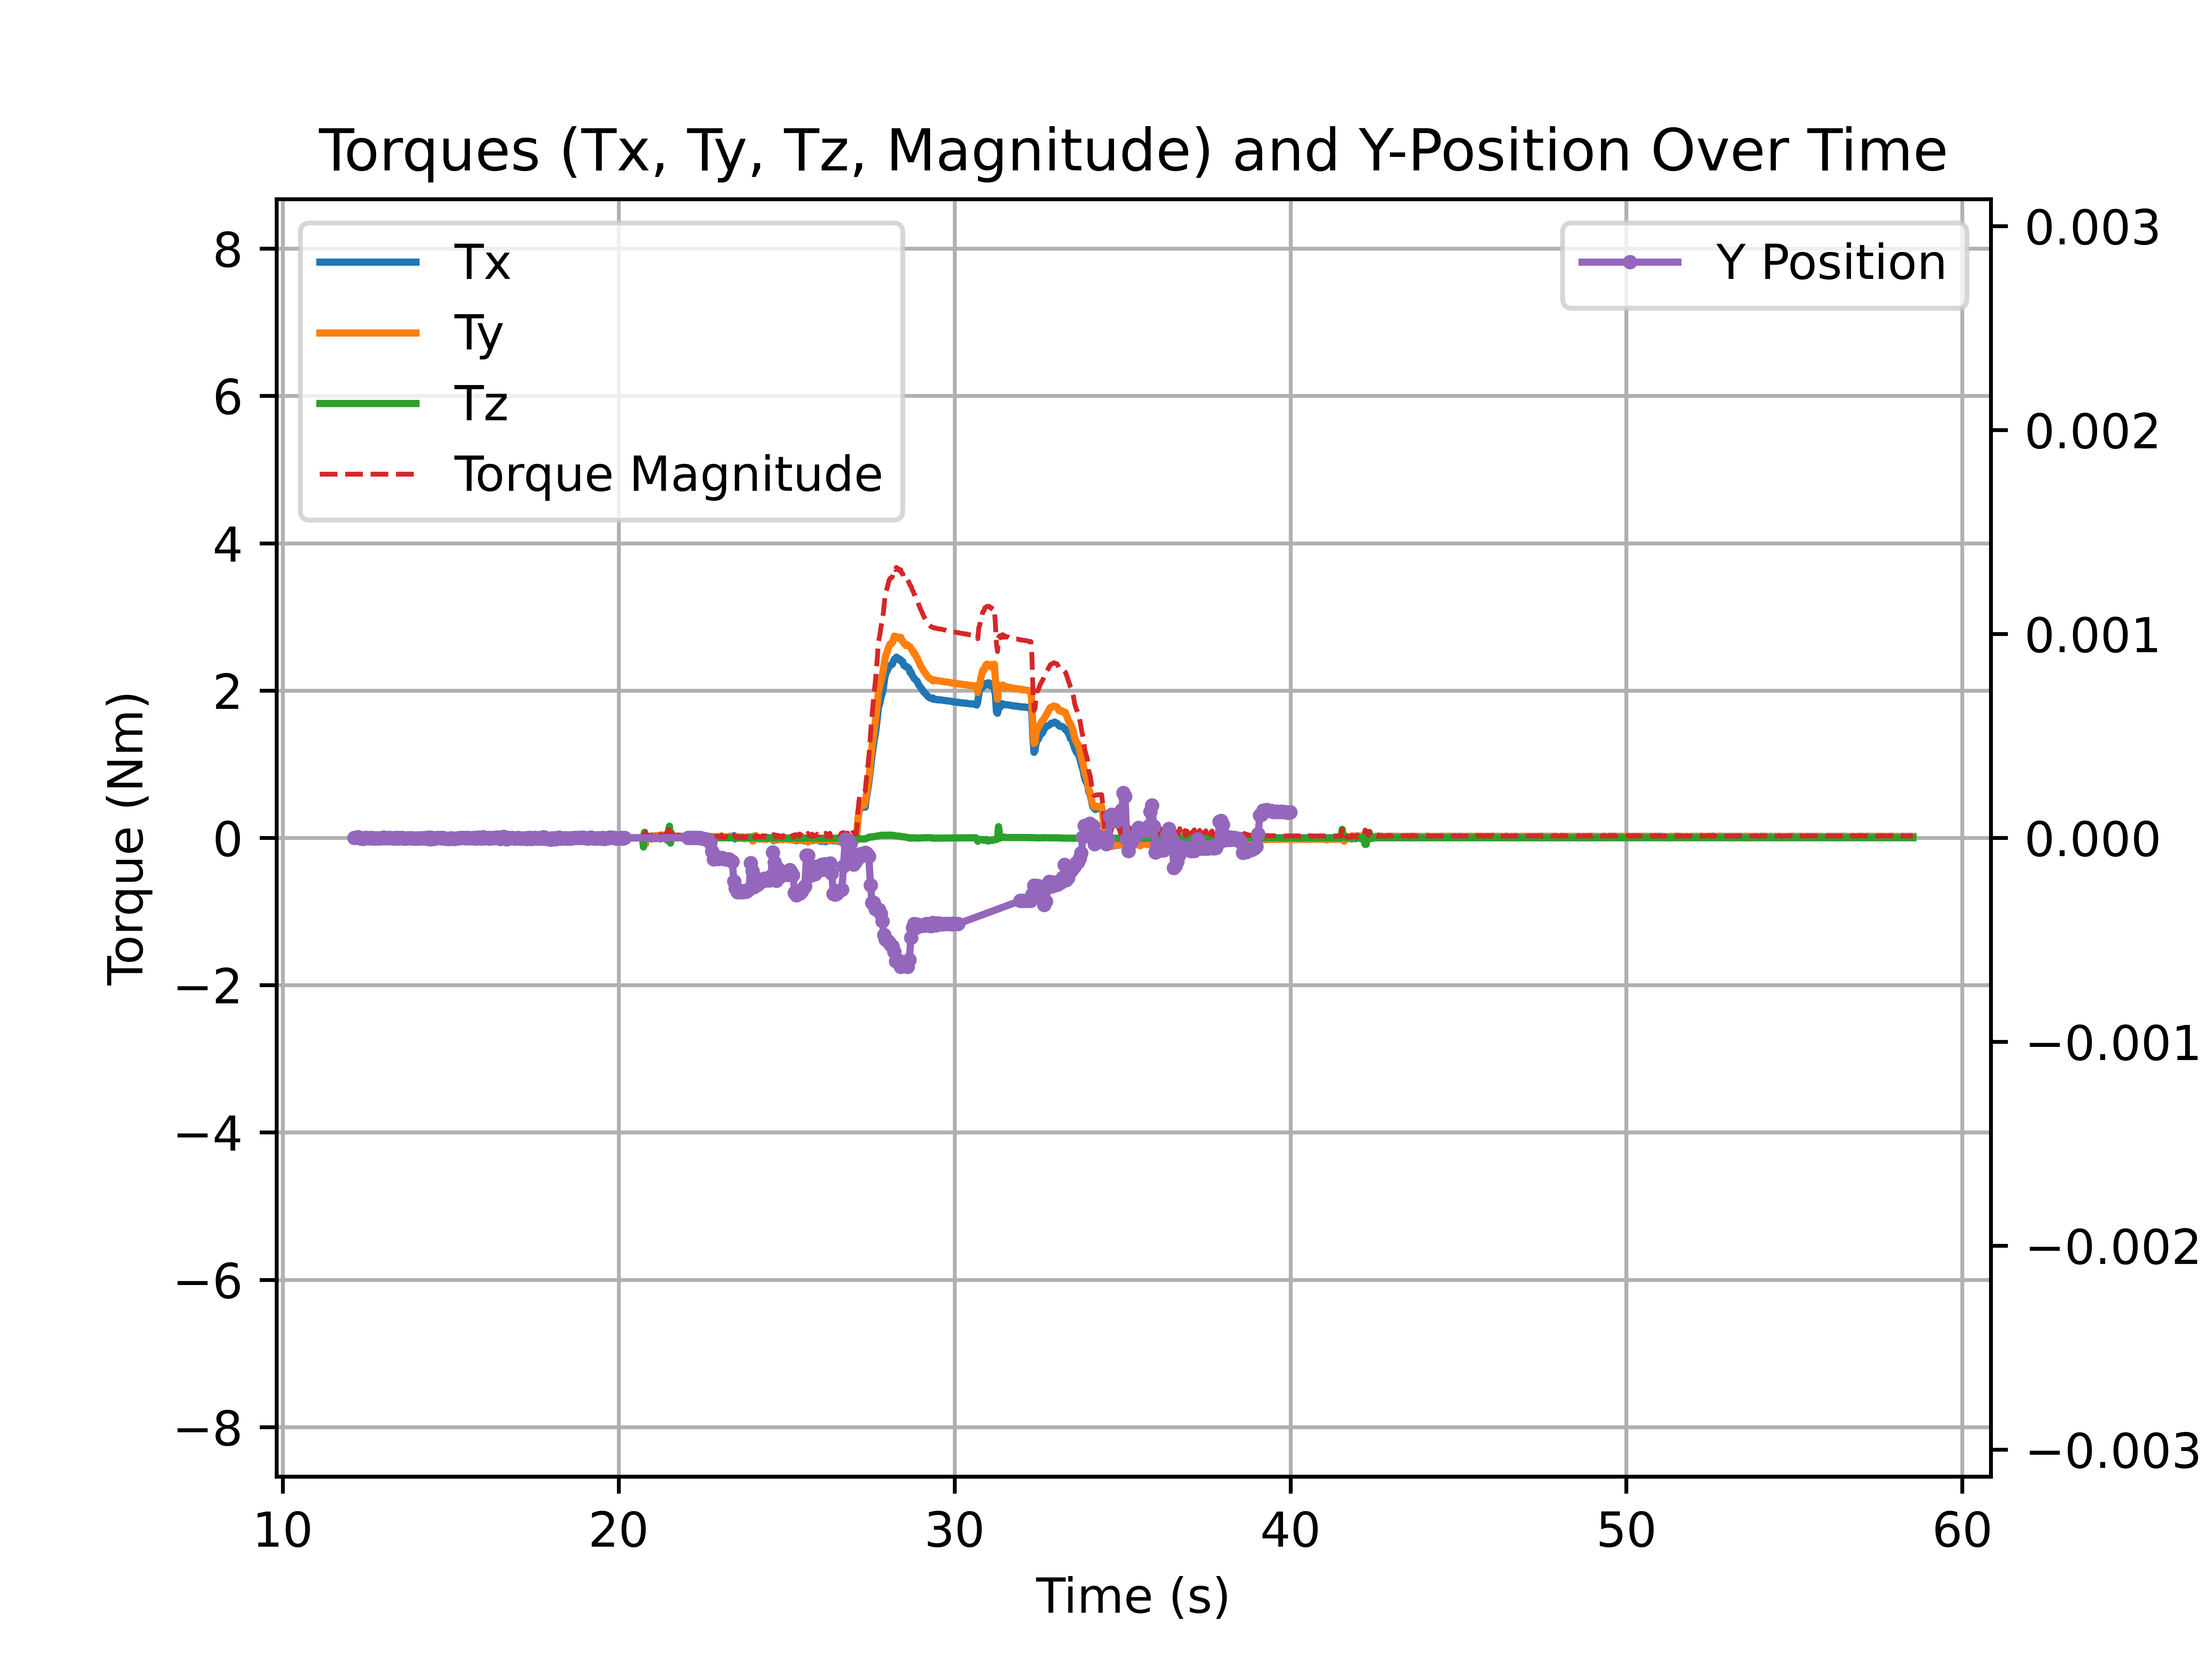 Torques (Tx, Ty, Tz, Magnitude) and Y-Position Over Time
Tx
Ty
Tz
Torque Magnitude
Y Position
Torque (Nm)
8
6
4
2
0
−2
−4
−6
−8
0.003
0.002
0.001
0.000
−0.001
−0.002
−0.003
10 20 30 40 50 60
Time (s)